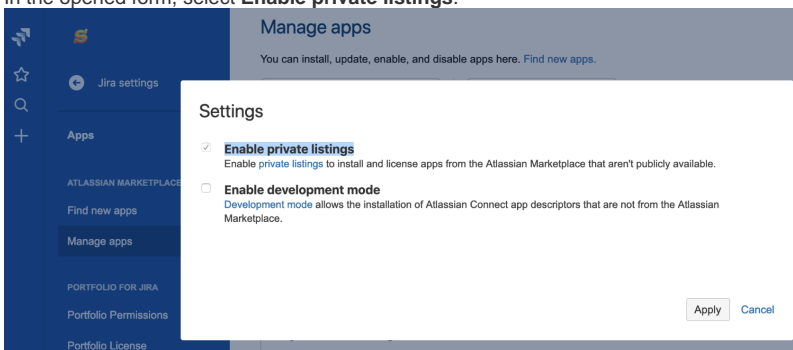 In the opened form, select Enable private listings.
Manage apps
You can install, update, enable, and disable apps here. Find new apps.
Jira settings
Apps
ATLASSIAN MARKETPLACE
Find new apps
Manage apps
PORTFOLIO FOR JIRA
Portfolio Permissions
Portfolio License
Settings
Enable private listings
Enable private listings to install and license apps from the Atlassian Marketplace that aren't publicly available.
Enable development mode
Development mode allows the installation of Atlassian Connect app descriptors that are not from the Atlassian
Marketplace.
Apply Cancel